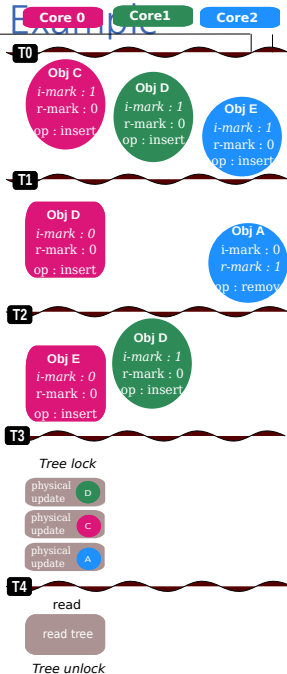 Example
Core 0
Core1
Core2
T0
Obj C
i-mark : 1
r-mark : 0
op : insert
Obj D
i-mark : 1
r-mark : 0
op : insert
Obj E
i-mark : 1
r-mark : 0
op : insert
T1
Obj D
i-mark : 0
r-mark : 0
op : insert
Obj A
i-mark : 0
r-mark : 1
op : remov
T2
Obj E
i-mark : 0
r-mark : 0
op : insert
Obj D
i-mark : 1
r-mark : 0
op : insert
T3
Tree lock
physical
update
D
physical
update
C
physical
update
A
T4
read
read tree
Tree unlock